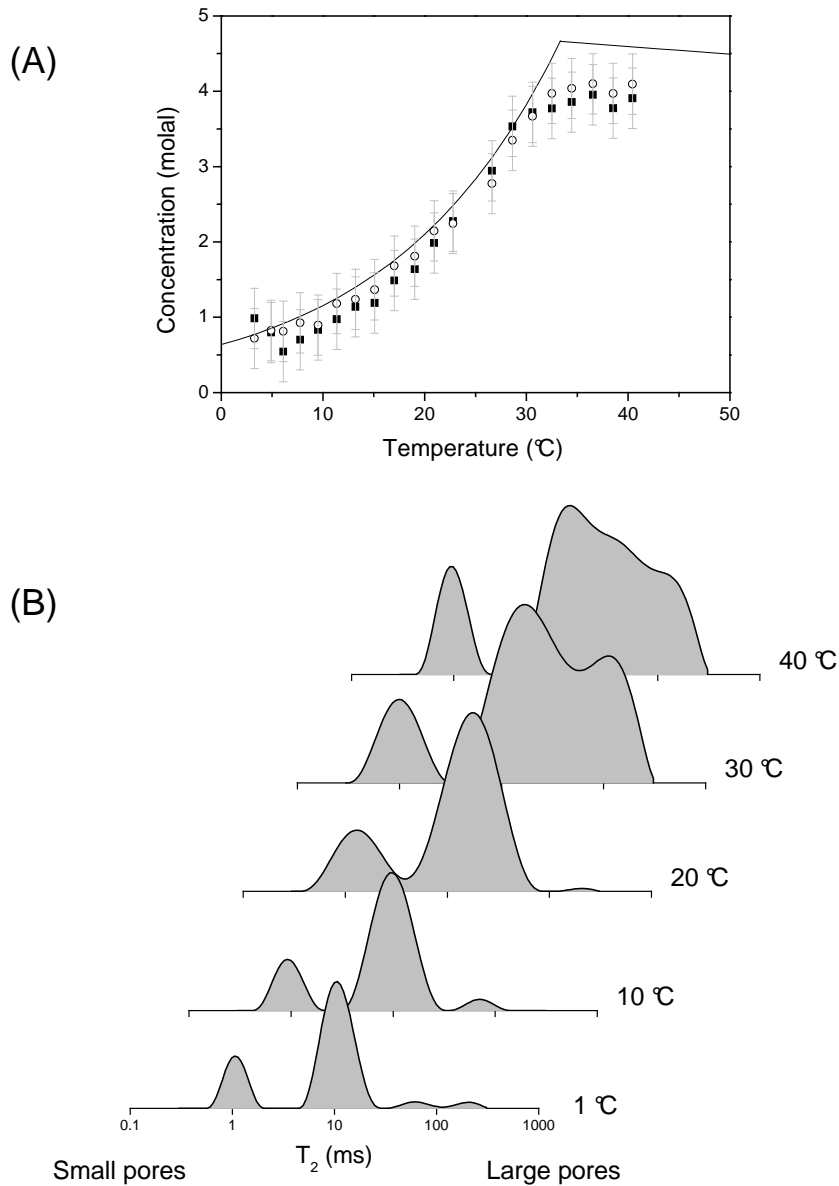 (A)
5
4
3
2
1
0
Concentration (molal)
0 10 20 30 40 50
Temperature (°C)
(B)
40 °C
30 °C
20 °C
10 °C
1 °C
0.1 1 10 100 1000
T2 (ms)
Small pores Large pores